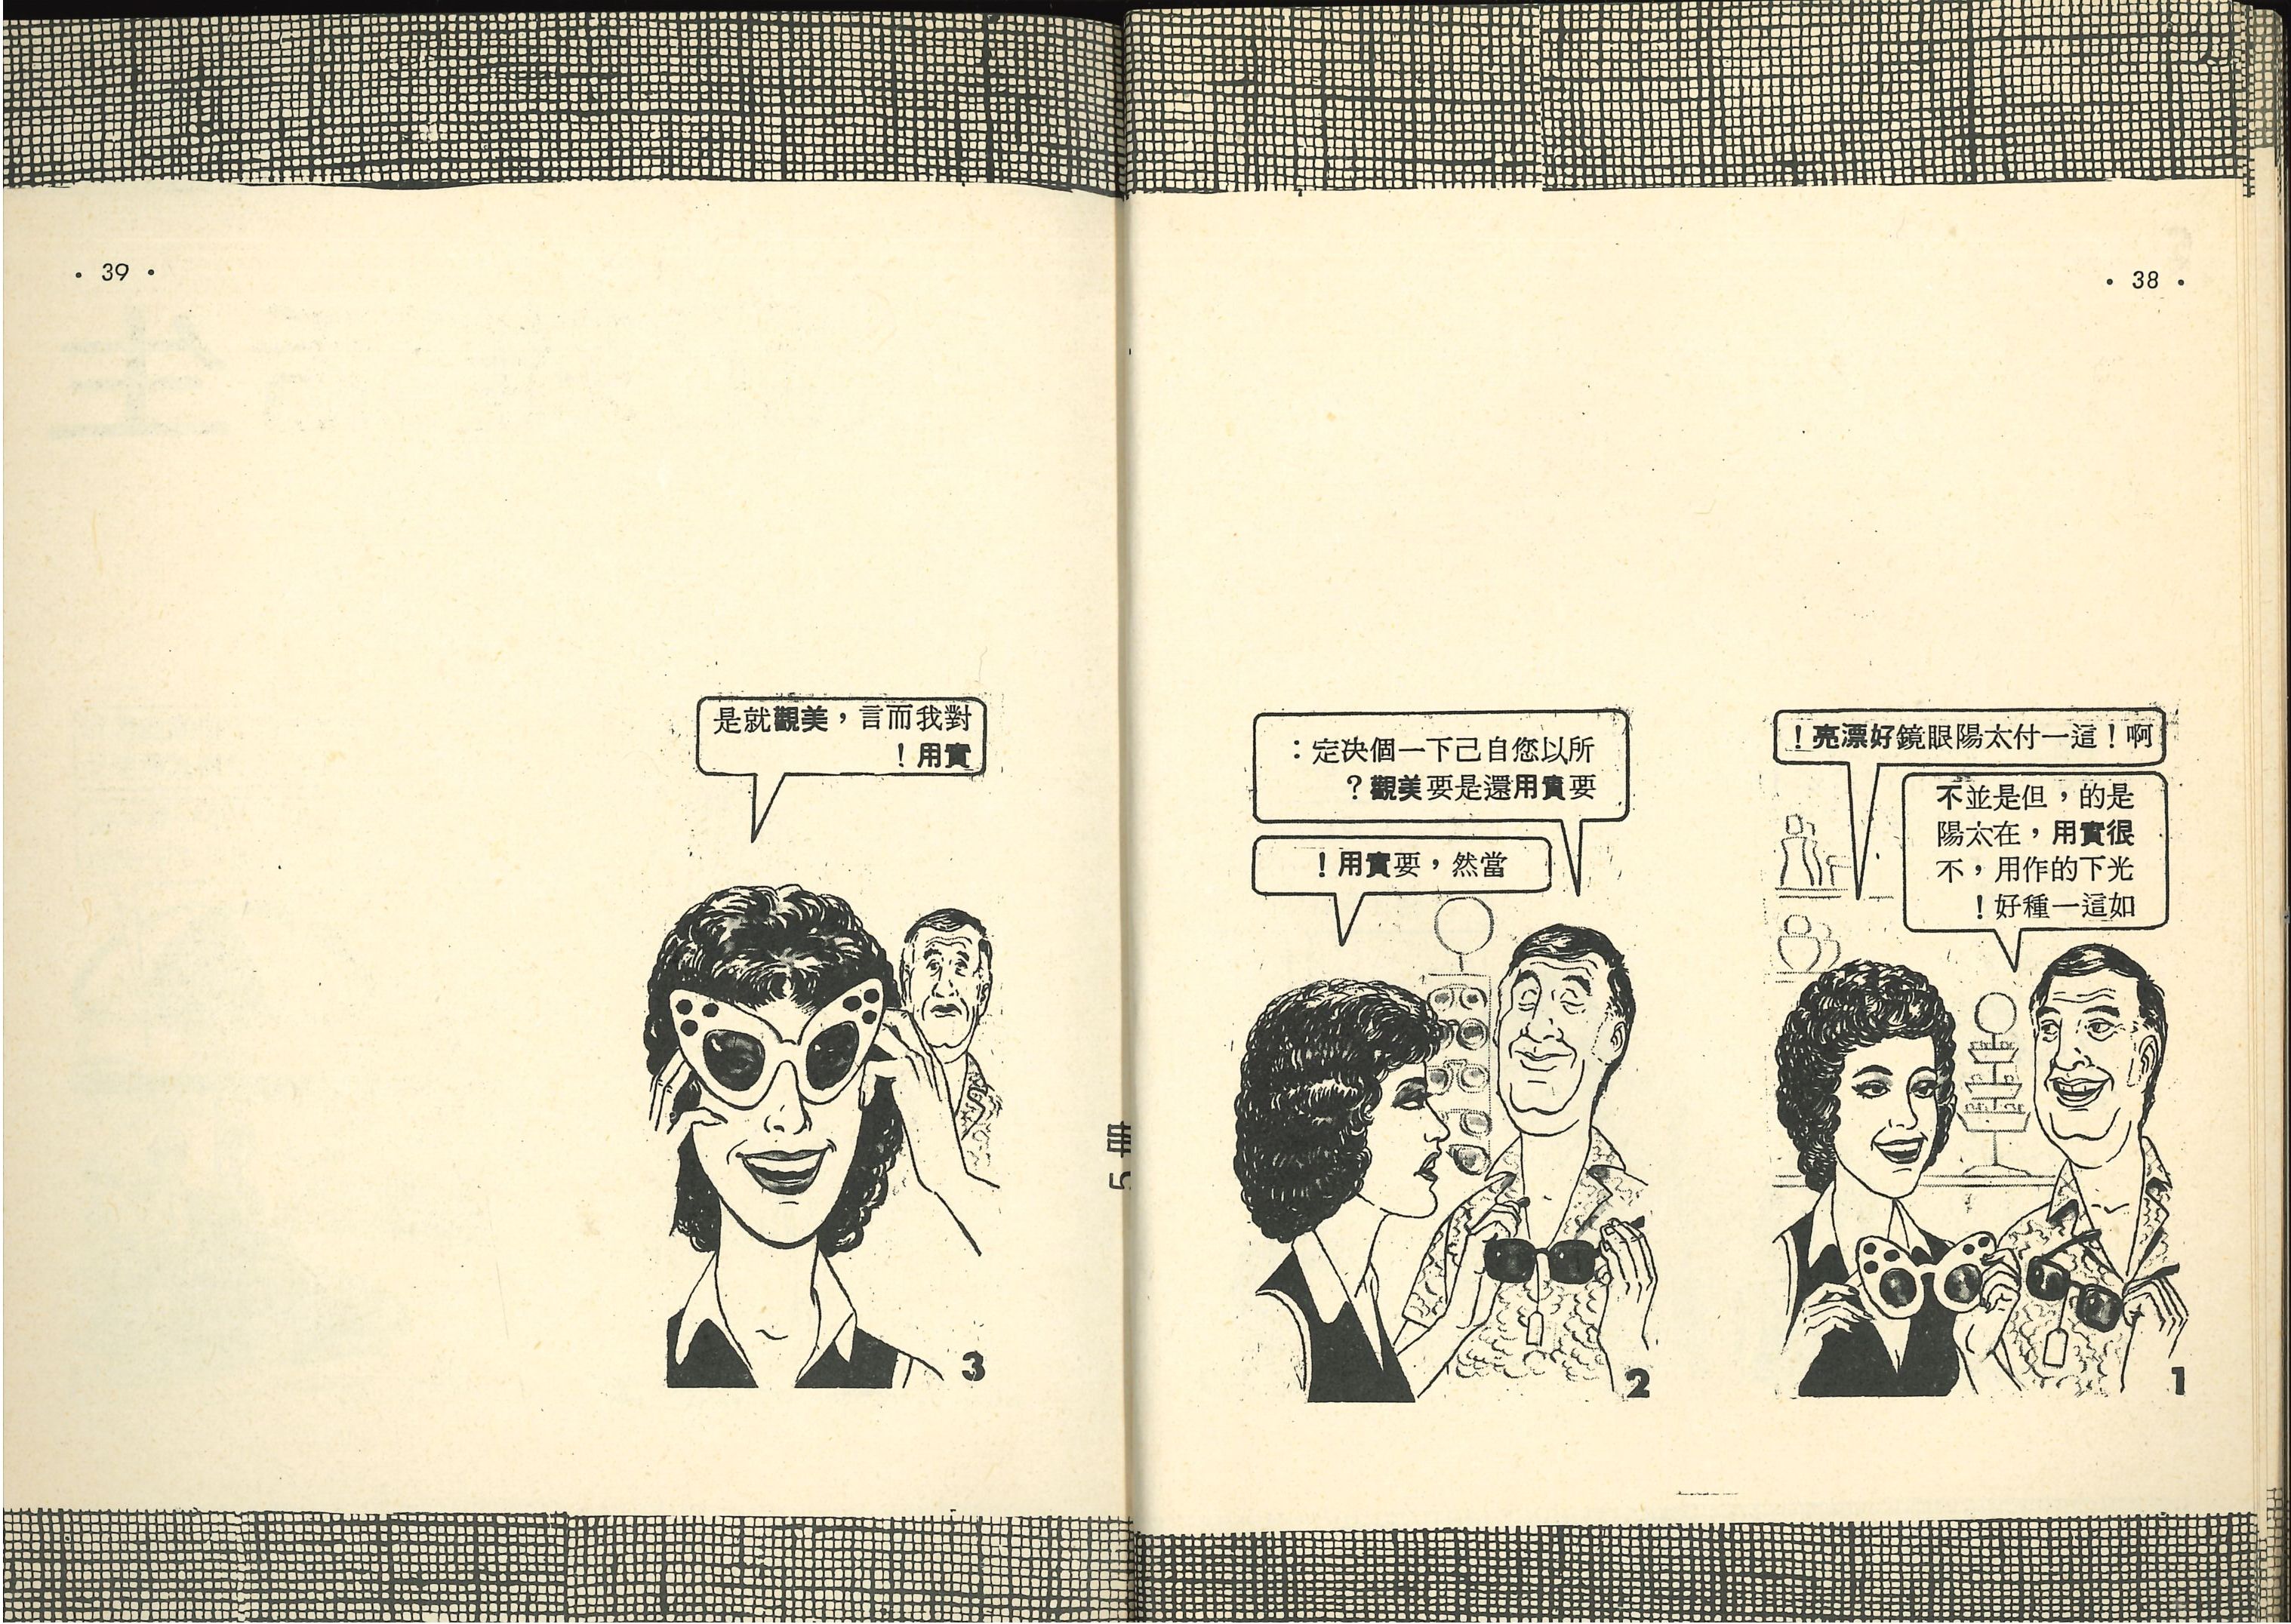 • 38 •
啊！這一付太陽眼鏡好漂亮！
是的，但是並不
很實用，在太陽
光下的作用，不
如這一種好！
1
所以您自己下一個决定：
要實用還是要美觀？
當然，要實用！
2
• 39 •
對我而言，美觀就是
實用！
3